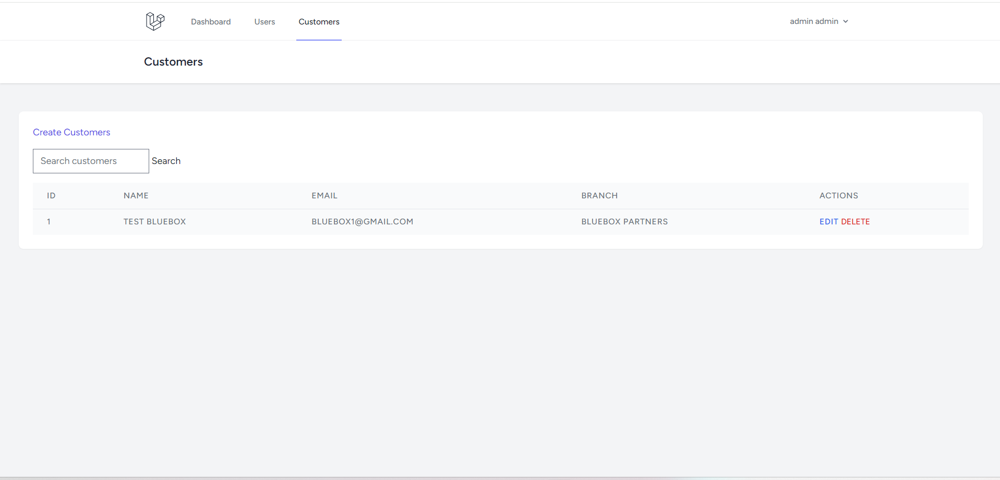 Dashboard Users Customers admin admin
Customers
Create Customers
Search customers Search
ID NAME EMAIL BRANCH ACTIONS
1 TEST BLUEBOX BLUEBOX1@GMAIL.COM BLUEBOX PARTNERS EDIT DELETE